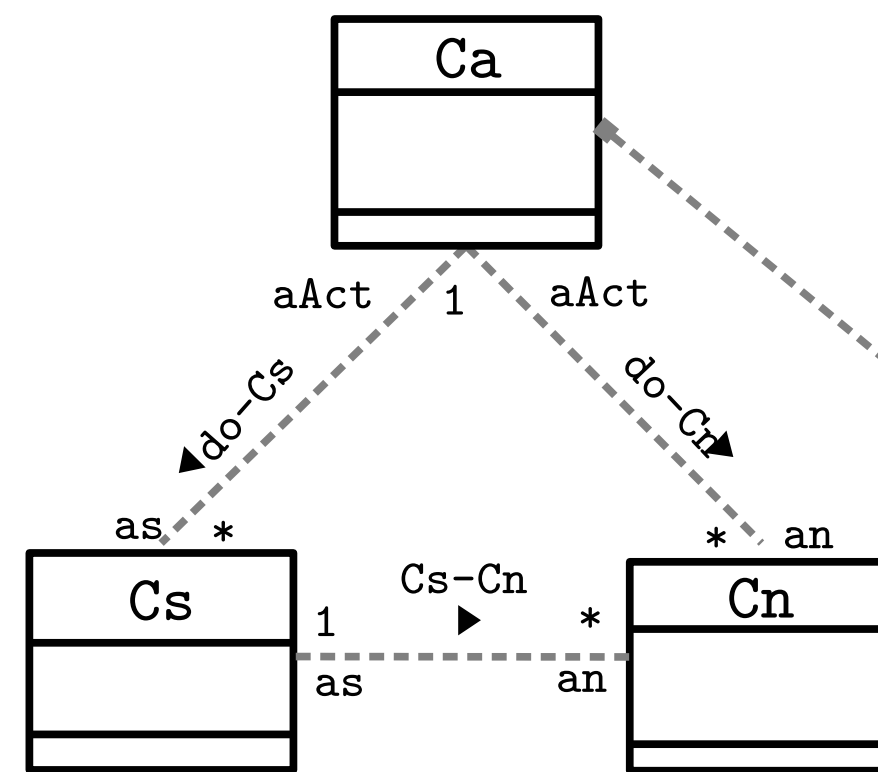 Ca
aAct 1 aAct
do-Cs
do-Cn
as *
* an
Cs
Cs-Cn
Cn
1 *
as an